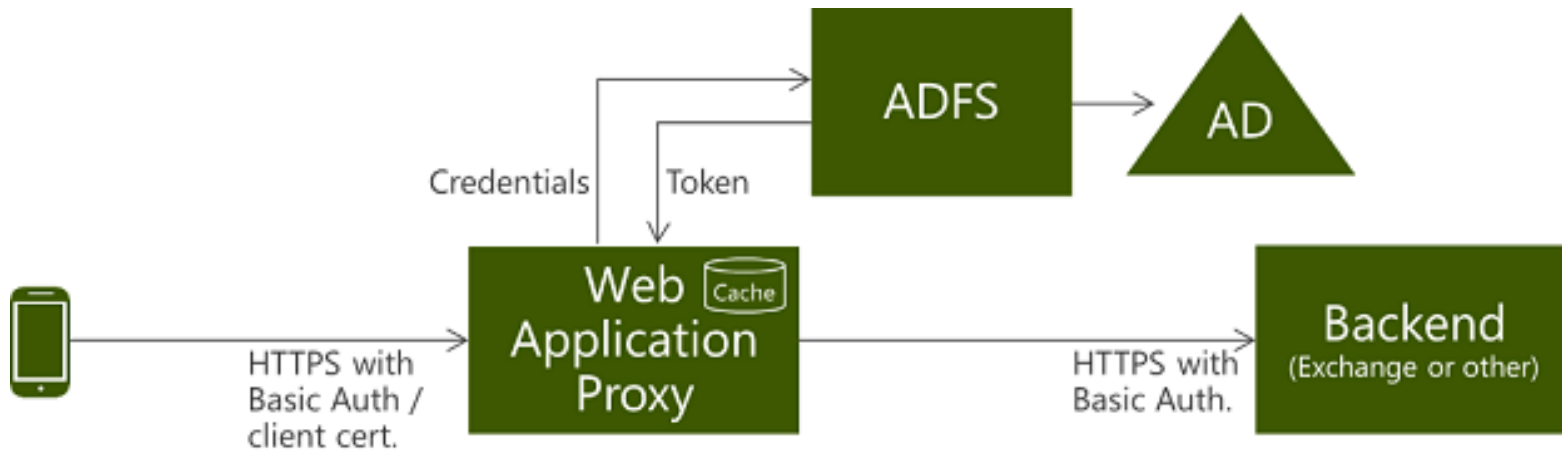 ADFS
AD
Credentials
Token
Web
Cache
Application
Proxy
HTTPS with
Basic Auth /
client cert.
HTTPS with
Basic Auth.
Backend
(Exchange or other)